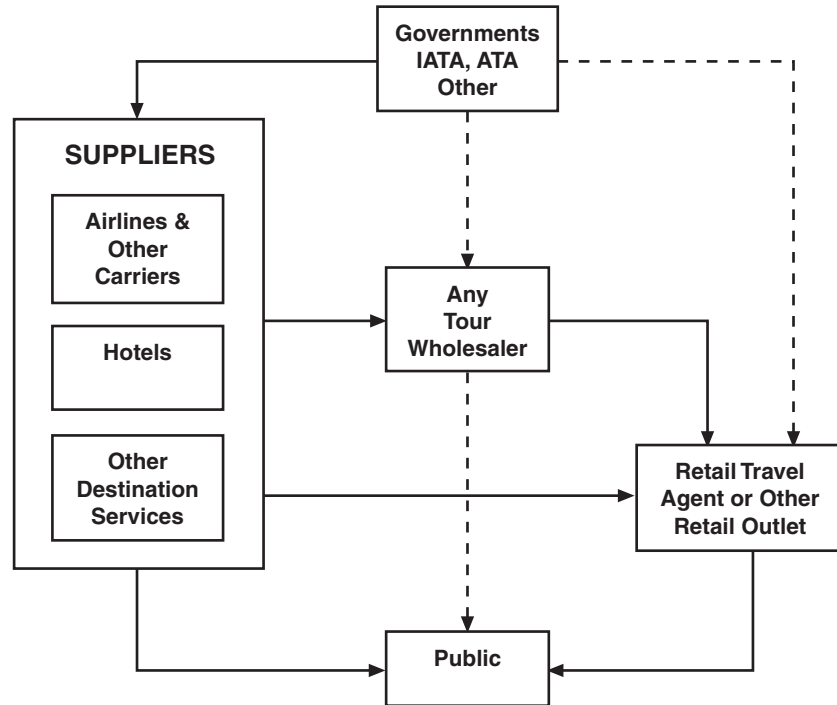 Governments
IATA, ATA
Other
SUPPLIERS
Airlines &
Other
Carriers
Hotels
Other
Destination
Services
Any
Tour
Wholesaler
Retail Travel
Agent or Other
Retail Outlet
Public